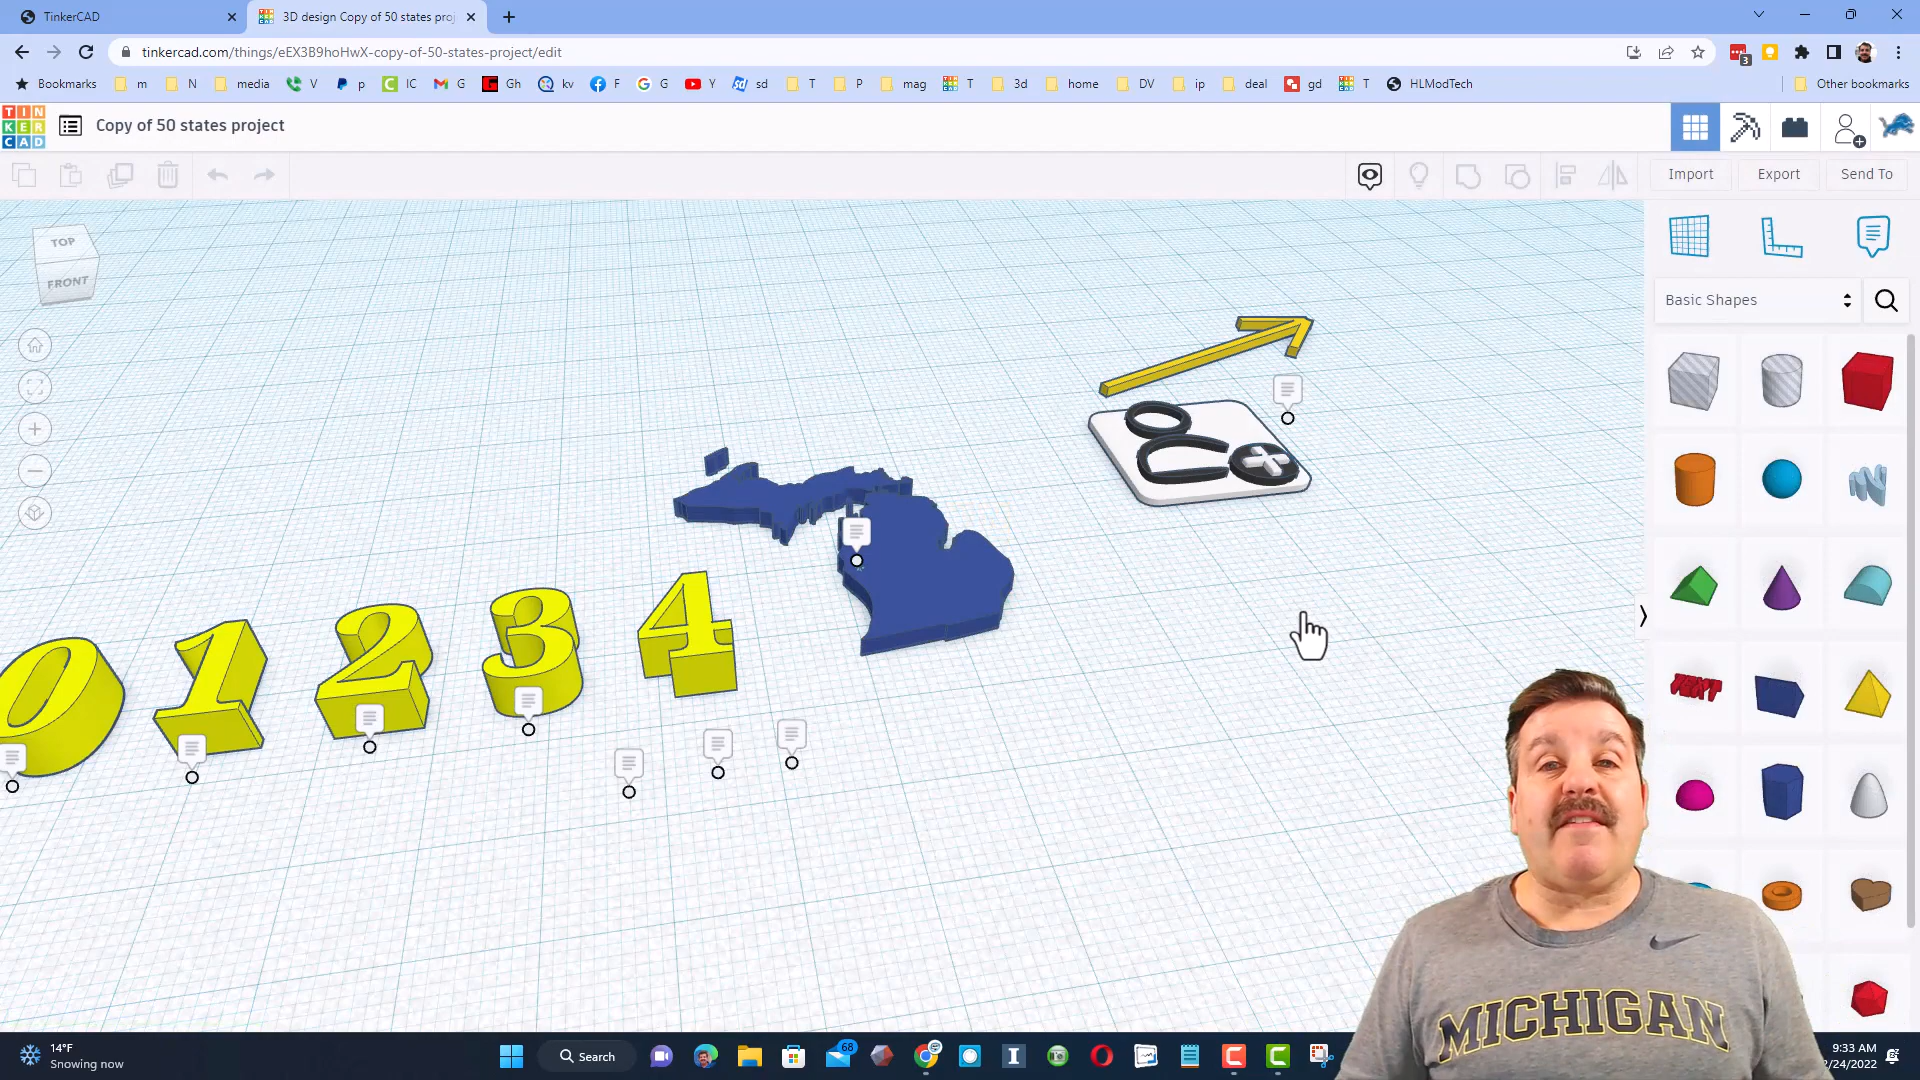 TinkerCAD
3D design Copy of 50 states proj
tinkercad.com/things/eEX3B9hoHwX-copy-of-50-states-project/edit
3
Bookmarks m N media V p IC G Gh kv F G Y sd T P mag T 3d home DV ip deal gd T HLModTech Other bookmarks
TIN
KER
CAD
Copy of 50 states project
Import Export Send To
TOP
FRONT
Basic Shapes
0 1 2 3 4
TEXT
MICHIGAN
14°F
Snowing now
Search
68
9:33 AM
2/24/2022